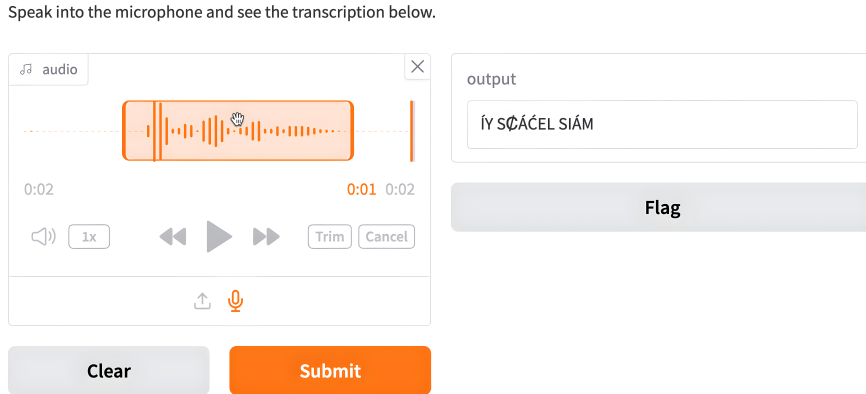 Speak into the microphone and see the transcription below.
audio
0:02
0:01 0:02
1x
Trim
Cancel
Clear
Submit
output
ÍY SȻÁĆEL SIÁM
Flag